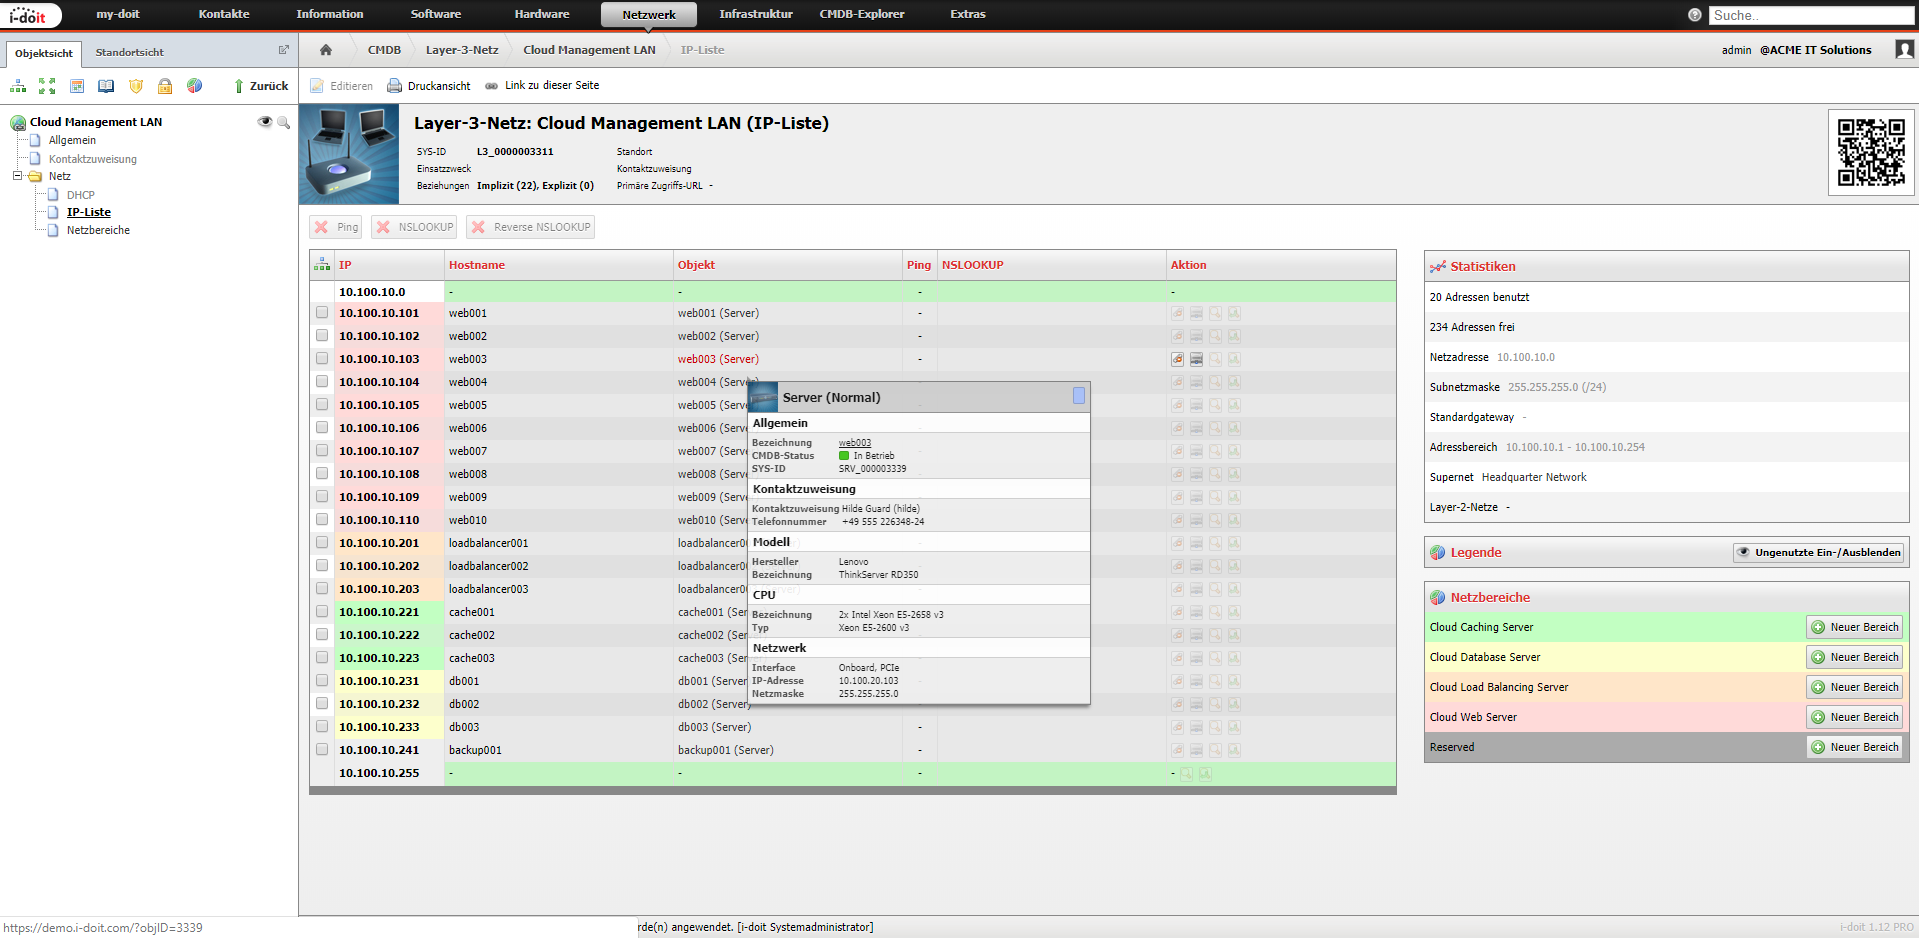 i-doit
my-doit
Kontakte
Information
Software
Hardware
Netzwerk
Infrastruktur
CMDB-Explorer
Extras
Suche..
Objektsicht
Standortsicht
CMDB
Layer-3-Netz
Cloud Management LAN
IP-Liste
admin @ACME IT Solutions
Zurück
Editieren
Druckansicht
Link zu dieser Seite
Cloud Management LAN
Allgemein
Kontaktzuweisung
Netz
DHCP
IP-Liste
Netzbereiche
Layer-3-Netz: Cloud Management LAN (IP-Liste)
SYS-ID L3_0000003311 Standort
Einsatzzweck Kontaktzuweisung
Beziehungen Implizit (22), Explizit (0) Primäre Zugriffs-URL -
Ping
NSLOOKUP
Reverse NSLOOKUP
IP Hostname Objekt Ping NSLOOKUP Aktion
10.100.10.0 - - - -
10.100.10.101 web001 web001 (Server) -
10.100.10.102 web002 web002 (Server) -
10.100.10.103 web003 web003 (Server) -
10.100.10.104 web004 web004 (Server)
10.100.10.105 web005 web005 (Ser
10.100.10.106 web006 web006 (Ser
10.100.10.107 web007 web007 (Ser
10.100.10.108 web008 web008 (Ser
10.100.10.109 web009 web009 (Ser
10.100.10.110 web010 web010 (Ser
10.100.10.201 loadbalancer001 loadbalancer0
10.100.10.202 loadbalancer002 loadbalancer0
10.100.10.203 loadbalancer003 loadbalancer0
10.100.10.221 cache001 cache001 (Ser
10.100.10.222 cache002 cache002 (Ser
10.100.10.223 cache003 cache003 (Ser
10.100.10.231 db001 db001 (Server
10.100.10.232 db002 db002 (Server)
10.100.10.233 db003 db003 (Server) -
10.100.10.241 backup001 backup001 (Server) -
10.100.10.255 - - - -
Server (Normal)
Allgemein
Bezeichnung web003
CMDB-Status In Betrieb
SYS-ID SRV_000003339
Kontaktzuweisung
Kontaktzuweisung Hilde Guard (hilde)
Telefonnummer +49 555 226348-24
Modell
Hersteller Lenovo
Bezeichnung ThinkServer RD350
CPU
Bezeichnung 2x Intel Xeon E5-2658 v3
Typ Xeon E5-2600 v3
Netzwerk
Interface Onboard, PCIe
IP-Adresse 10.100.20.103
Netzmaske 255.255.255.0
Statistiken
20 Adressen benutzt
234 Adressen frei
Netzadresse 10.100.10.0
Subnetzmaske 255.255.255.0 (/24)
Standardgateway -
Adressbereich 10.100.10.1 - 10.100.10.254
Supernet Headquarter Network
Layer-2-Netze -
Legende
Ungenutzte Ein-/Ausblenden
Netzbereiche
Cloud Caching Server Neuer Bereich
Cloud Database Server Neuer Bereich
Cloud Load Balancing Server Neuer Bereich
Cloud Web Server Neuer Bereich
Reserved Neuer Bereich
https://demo.i-doit.com/?objID=3339
rde(n) angewendet. [i-doit Systemadministrator]
i-doit 1.12 PRO